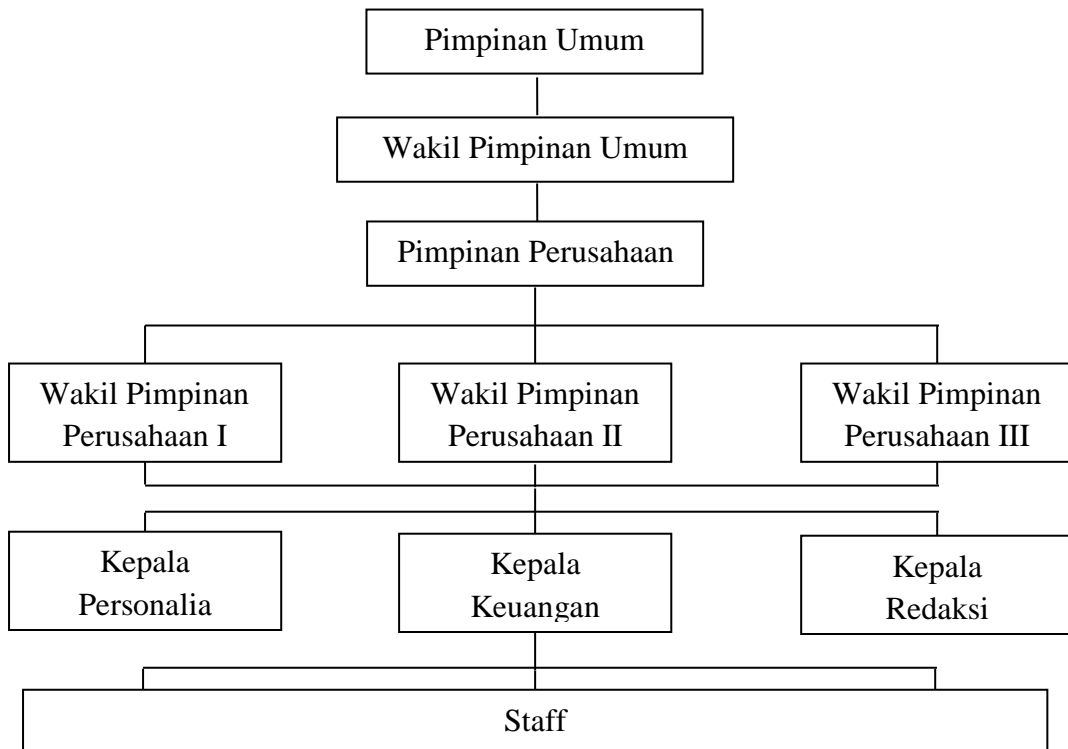 Pimpinan Umum
Wakil Pimpinan Umum
Pimpinan Perusahaan
Wakil Pimpinan
Perusahaan I
Wakil Pimpinan
Perusahaan II
Wakil Pimpinan
Perusahaan III
Kepala
Personalia
Kepala
Keuangan
Kepala
Redaksi
Staff